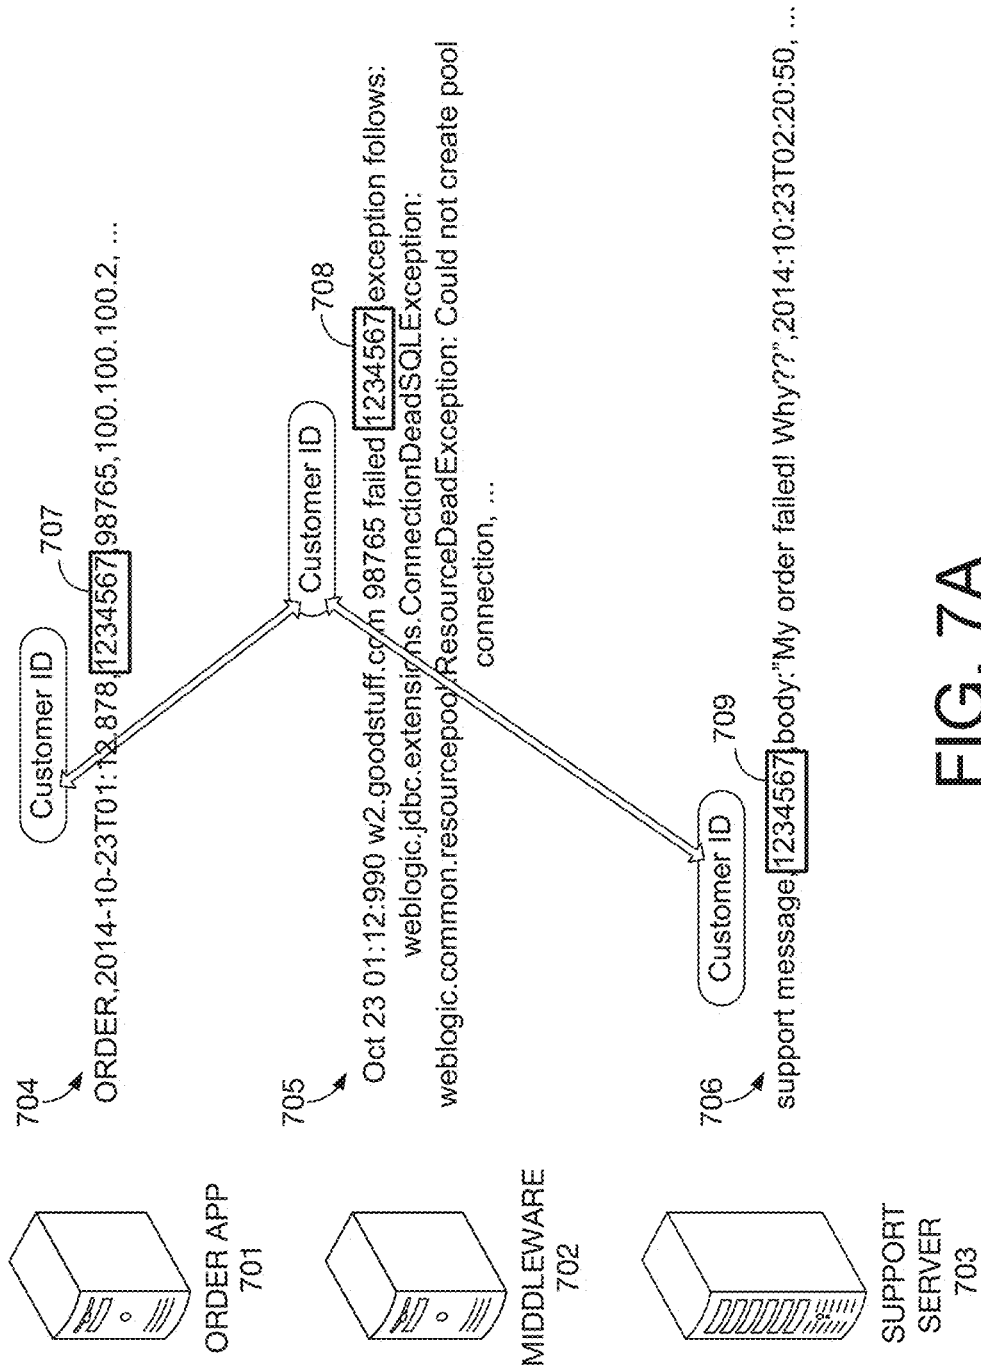 ORDER APP
701
704
ORDER,2014-10-23T01:12.878,1234567,98765,100.100.100.2, ...
Customer ID
707
MIDDLEWARE
702
705
Oct 23 01:12:990 w2.goodstuff.com 98765 failed 1234567 exception follows:
weblogic.jdbc.extensions.ConnectionDeadSQLException:
weblogic.common.resourcepool.ResourceDeadException: Could not create pool
connection, ...
Customer ID
708
SUPPORT
SERVER
703
706
support message,1234567,body:"My order failed! Why??",2014:10:23T02:20:50, ...
Customer ID
709
FIG. 7A